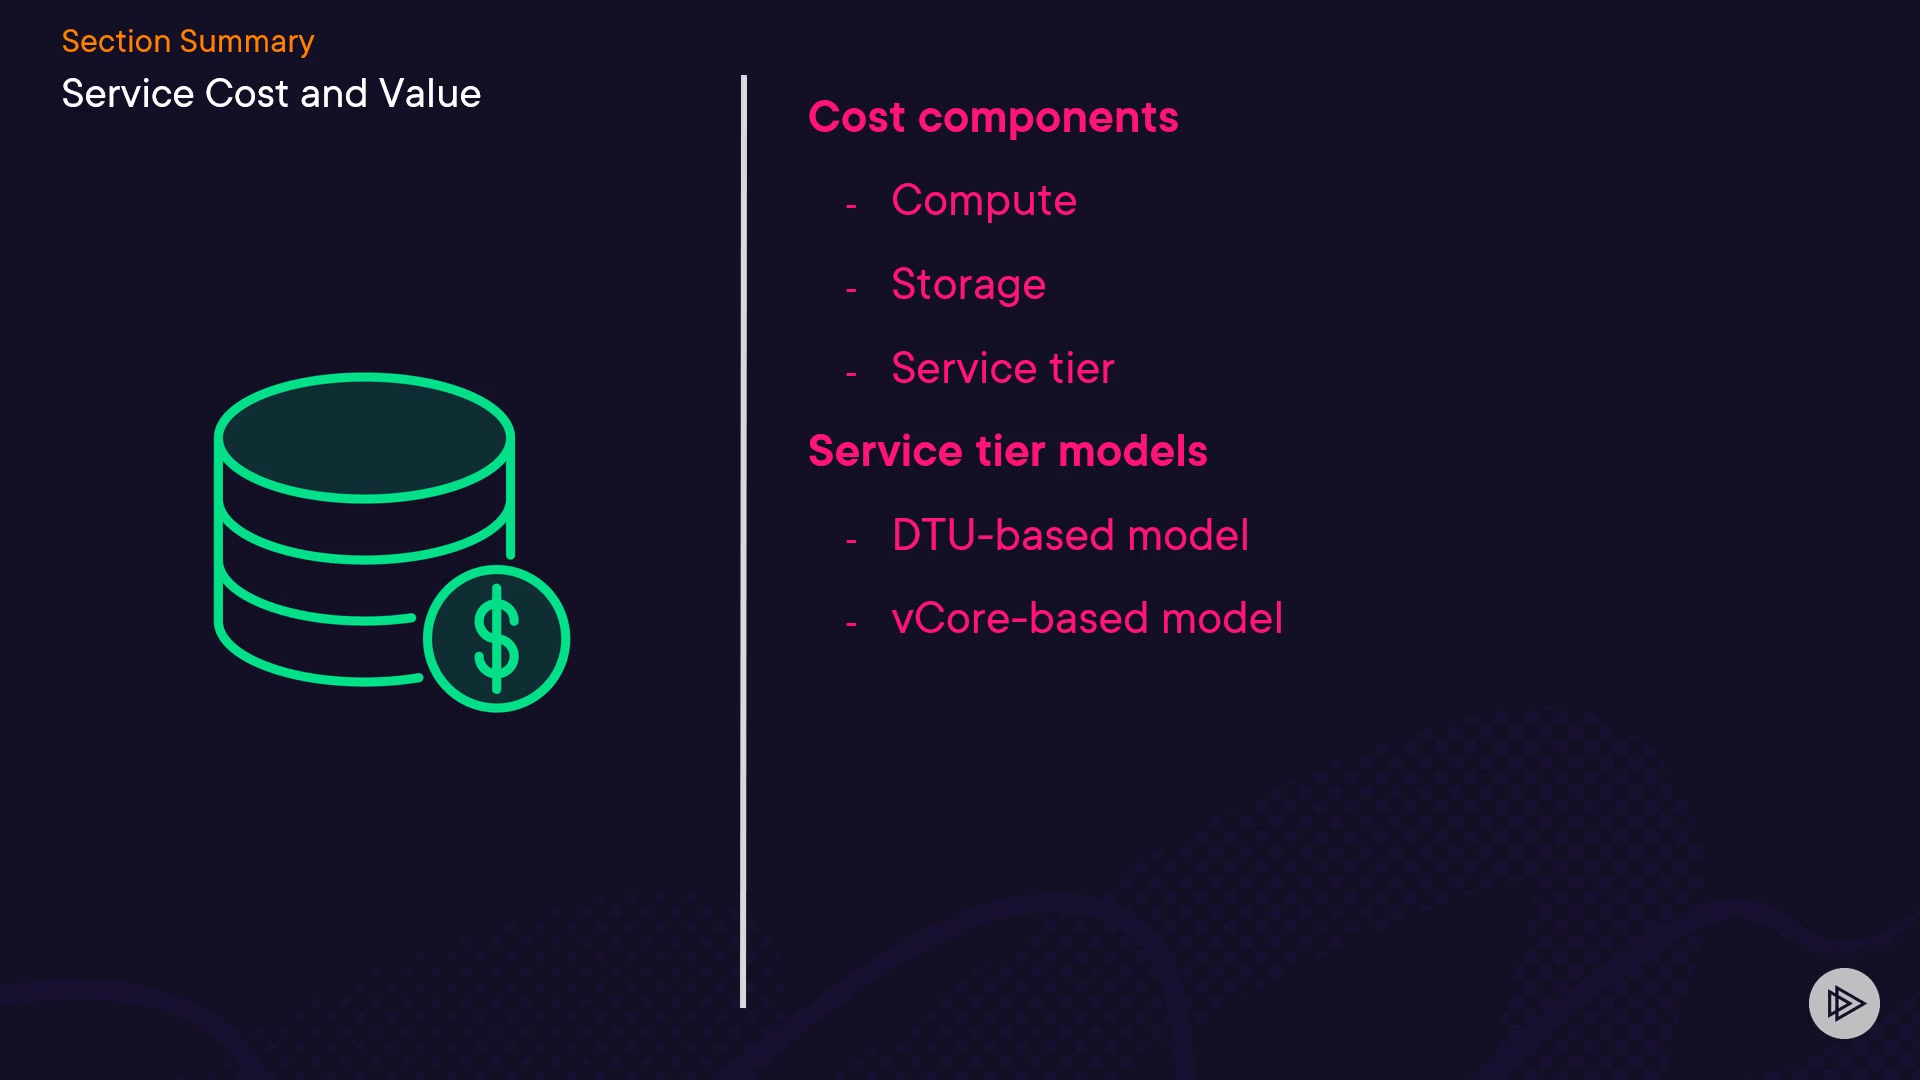 Section Summary
Service Cost and Value
Cost components
- Compute
- Storage
- Service tier
Service tier models
- DTU-based model
- vCore-based model
$